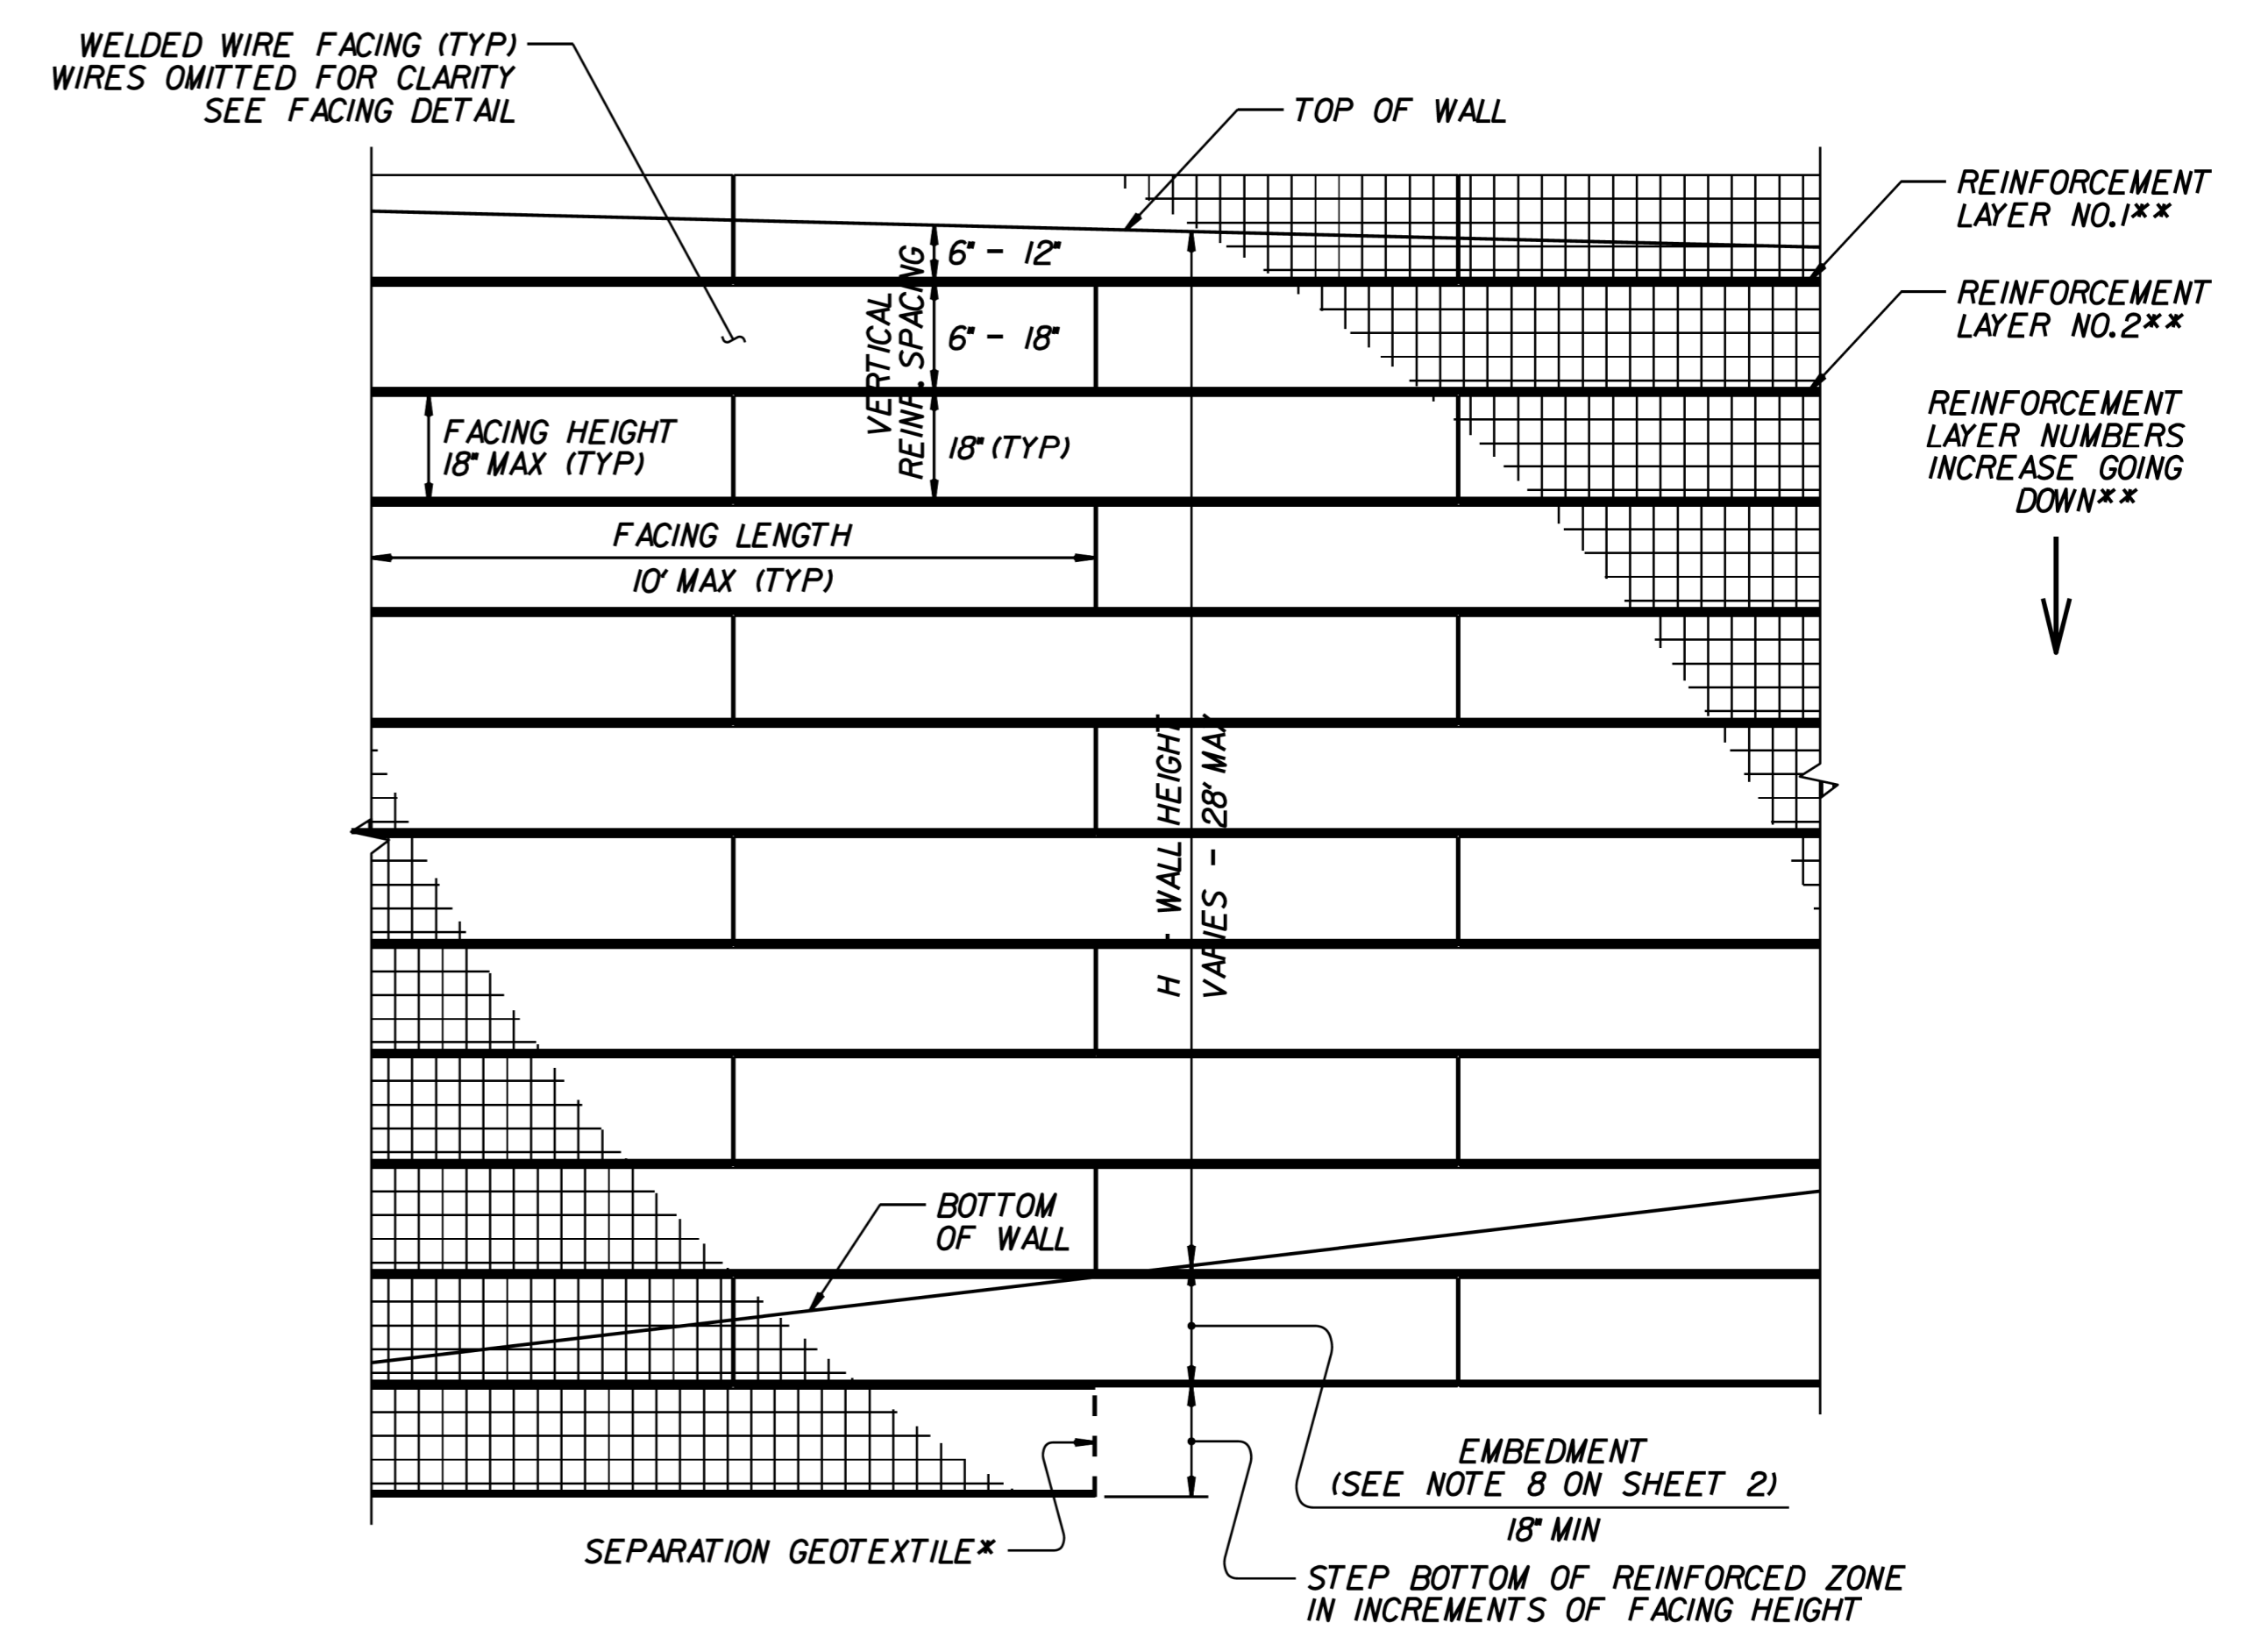 WELDED WIRE FACING (TYP)
WIRES OMITTED FOR CLARITY
SEE FACING DETAIL
TOP OF WALL
REINFORCEMENT
LAYER NO.1**
REINFORCEMENT
LAYER NO.2**
REINFORCEMENT
LAYER NUMBERS
INCREASE GOING
DOWN**
VERTICAL
REINF. SPACING
6" - 12"
6" - 18"
18" (TYP)
FACING HEIGHT
18" MAX (TYP)
FACING LENGTH
10' MAX (TYP)
H - WALL HEIGHT
VARIES - 28' MAX
BOTTOM
OF WALL
EMBEDMENT
(SEE NOTE 8 ON SHEET 2)
18" MIN
SEPARATION GEOTEXTILE*
STEP BOTTOM OF REINFORCED ZONE
IN INCREMENTS OF FACING HEIGHT